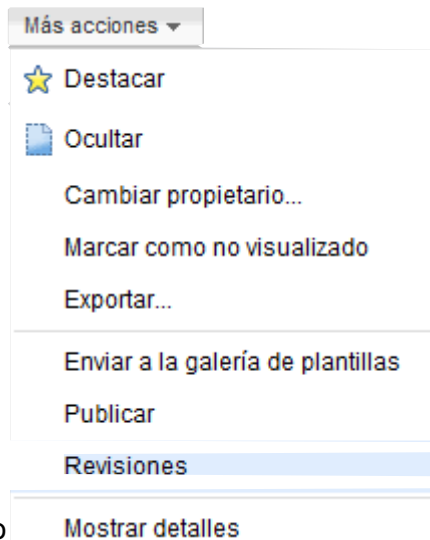 Más acciones
Destacar
Ocultar
Cambiar propietario...
Marcar como no visualizado
Exportar...
Enviar a la galería de plantillas
Publicar
Revisiones
Mostrar detalles